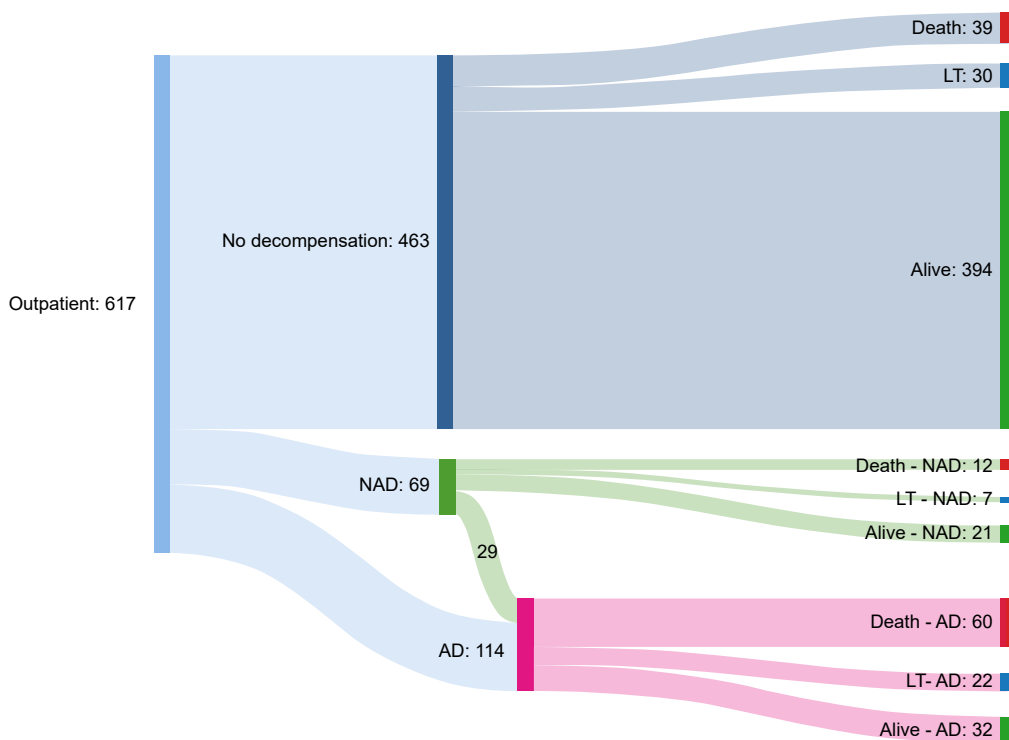 Death: 39
LT: 30
No decompensation: 463
Alive: 394
Outpatient: 617
Death - NAD: 12
NAD: 69
LT - NAD: 7
Alive - NAD: 21
29
Death - AD: 60
AD: 114
LT- AD: 22
Alive - AD: 32